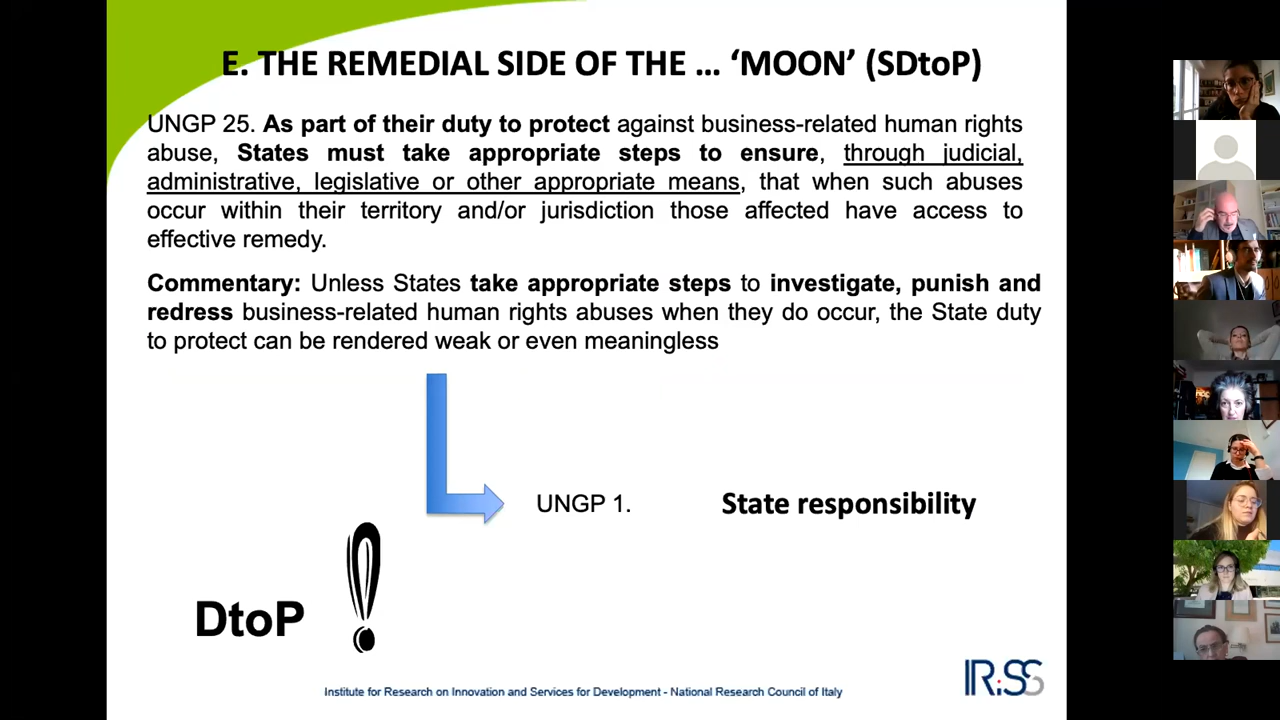 E. THE REMEDIAL SIDE OF THE … ‘MOON’ (SDtoP)
UNGP 25. As part of their duty to protect against business-related human rights
abuse, States must take appropriate steps to ensure, through judicial,
administrative, legislative or other appropriate means, that when such abuses
occur within their territory and/or jurisdiction those affected have access to
effective remedy.
Commentary: Unless States take appropriate steps to investigate, punish and
redress business-related human rights abuses when they do occur, the State duty
to protect can be rendered weak or even meaningless
UNGP 1.
State responsibility
DtoP
!
Institute for Research on Innovation and Services for Development - National Research Council of Italy
IRISS